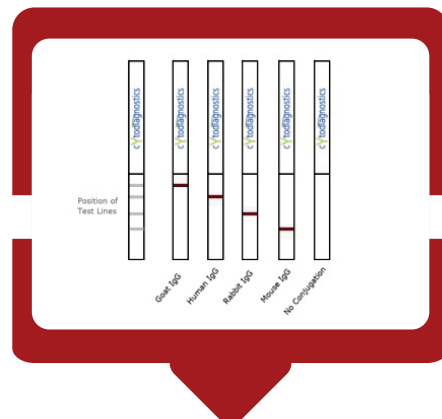 cYtodiagnostics
cYtodiagnostics
cYtodiagnostics
cYtodiagnostics
cYtodiagnostics
cYtodiagnostics
Position of
Test Lines
Goat IgG
Human IgG
Rabbit IgG
Mouse IgG
No Conjugation